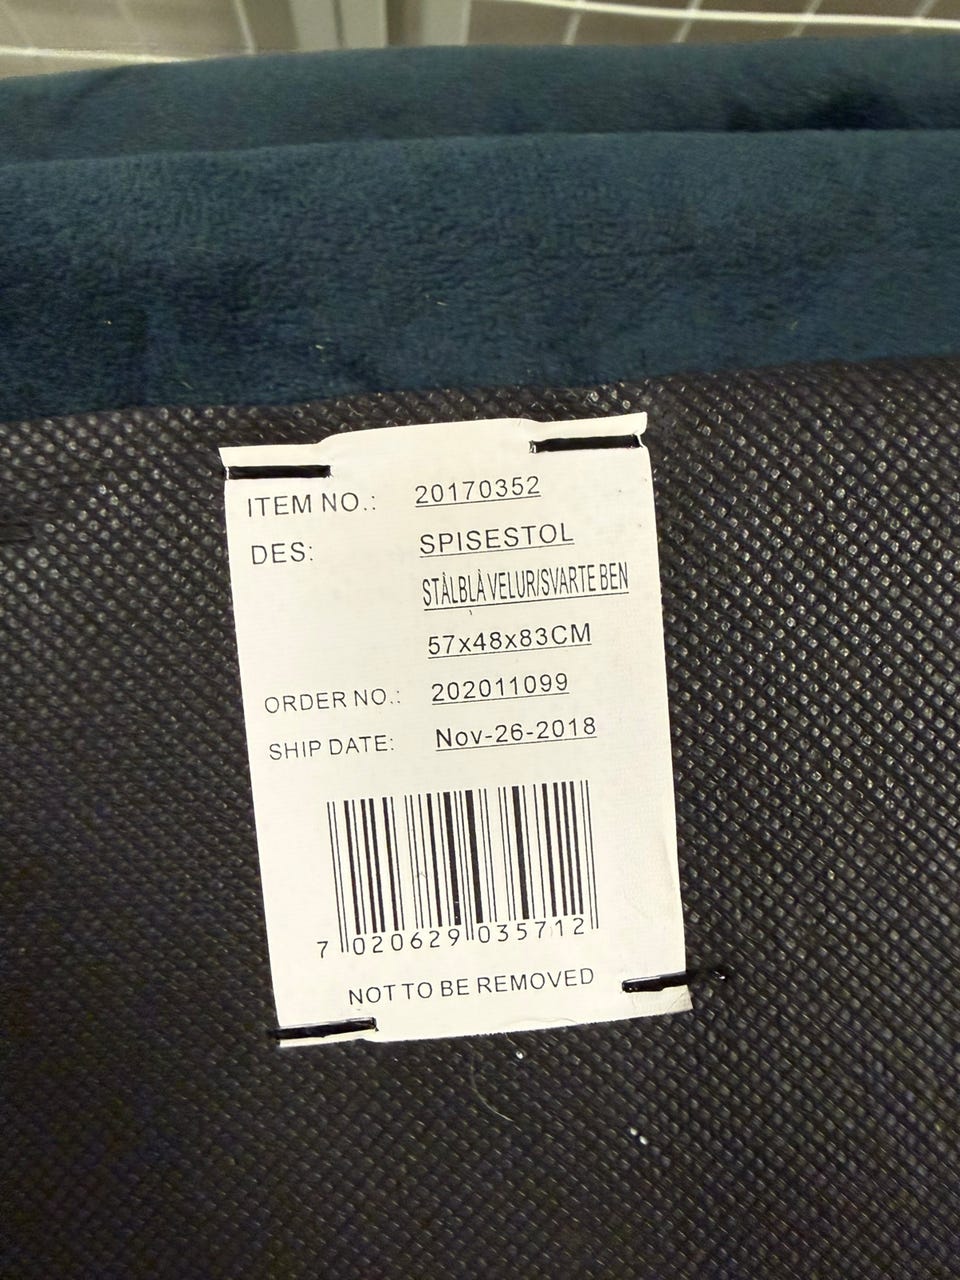 ITEM NO.: 20170352
DES: SPISESTOL
STÅLBLÅ VELUR/SVARTE BEN
57x48x83CM
ORDER NO.: 202011099
SHIP DATE: Nov-26-2018
7 020629 035712
NOT TO BE REMOVED